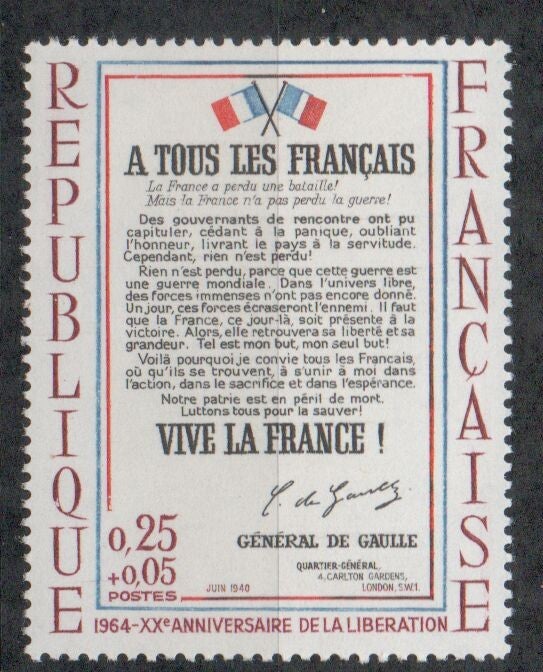 REPUBLIQUE
FRANÇAISE
A TOUS LES FRANÇAIS
La France a perdu une bataille!
Mais la France n'a pas perdu la guerre!
Des gouvernants de rencontre ont pu
capituler, cédant à la panique, oubliant
l'honneur, livrant le pays à la servitude.
Cependant, rien n'est perdu!
Rien n'est perdu, parce que cette guerre est
une guerre mondiale. Dans l'univers libre,
des forces immenses n'ont pas encore donné.
Un jour, ces forces écraseront l'ennemi. Il faut
que la France, ce jour-là, soit présente à la
victoire. Alors, elle retrouvera sa liberté et sa
grandeur. Tel est mon but, mon seul but!
Voilà pourquoi je convie tous les Français,
où qu'ils se trouvent, à s'unir à moi dans
l'action, dans le sacrifice et dans l'espérance.
Notre patrie est en péril de mort.
Luttons tous pour la sauver!
VIVE LA FRANCE !
C. de Gaulle
GÉNÉRAL DE GAULLE
QUARTIER-GÉNÉRAL,
4, CARLTON GARDENS,
LONDON, S.W.1.
0,25
+0,05
POSTES
JUIN 1940
1964-XXe ANNIVERSAIRE DE LA LIBERATION